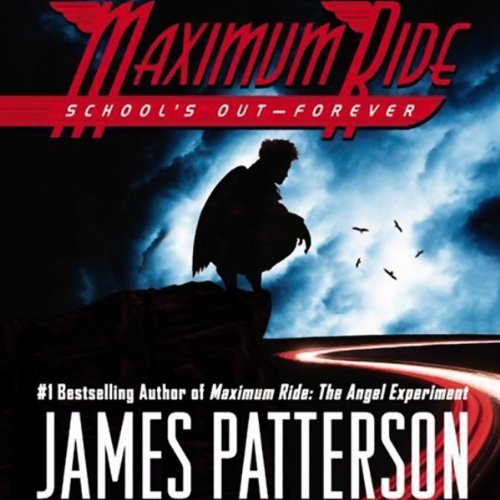 MAXIMUM RIDE
SCHOOL'S OUT—FOREVER
#1 Bestselling Author of Maximum Ride: The Angel Experiment
JAMES PATTERSON